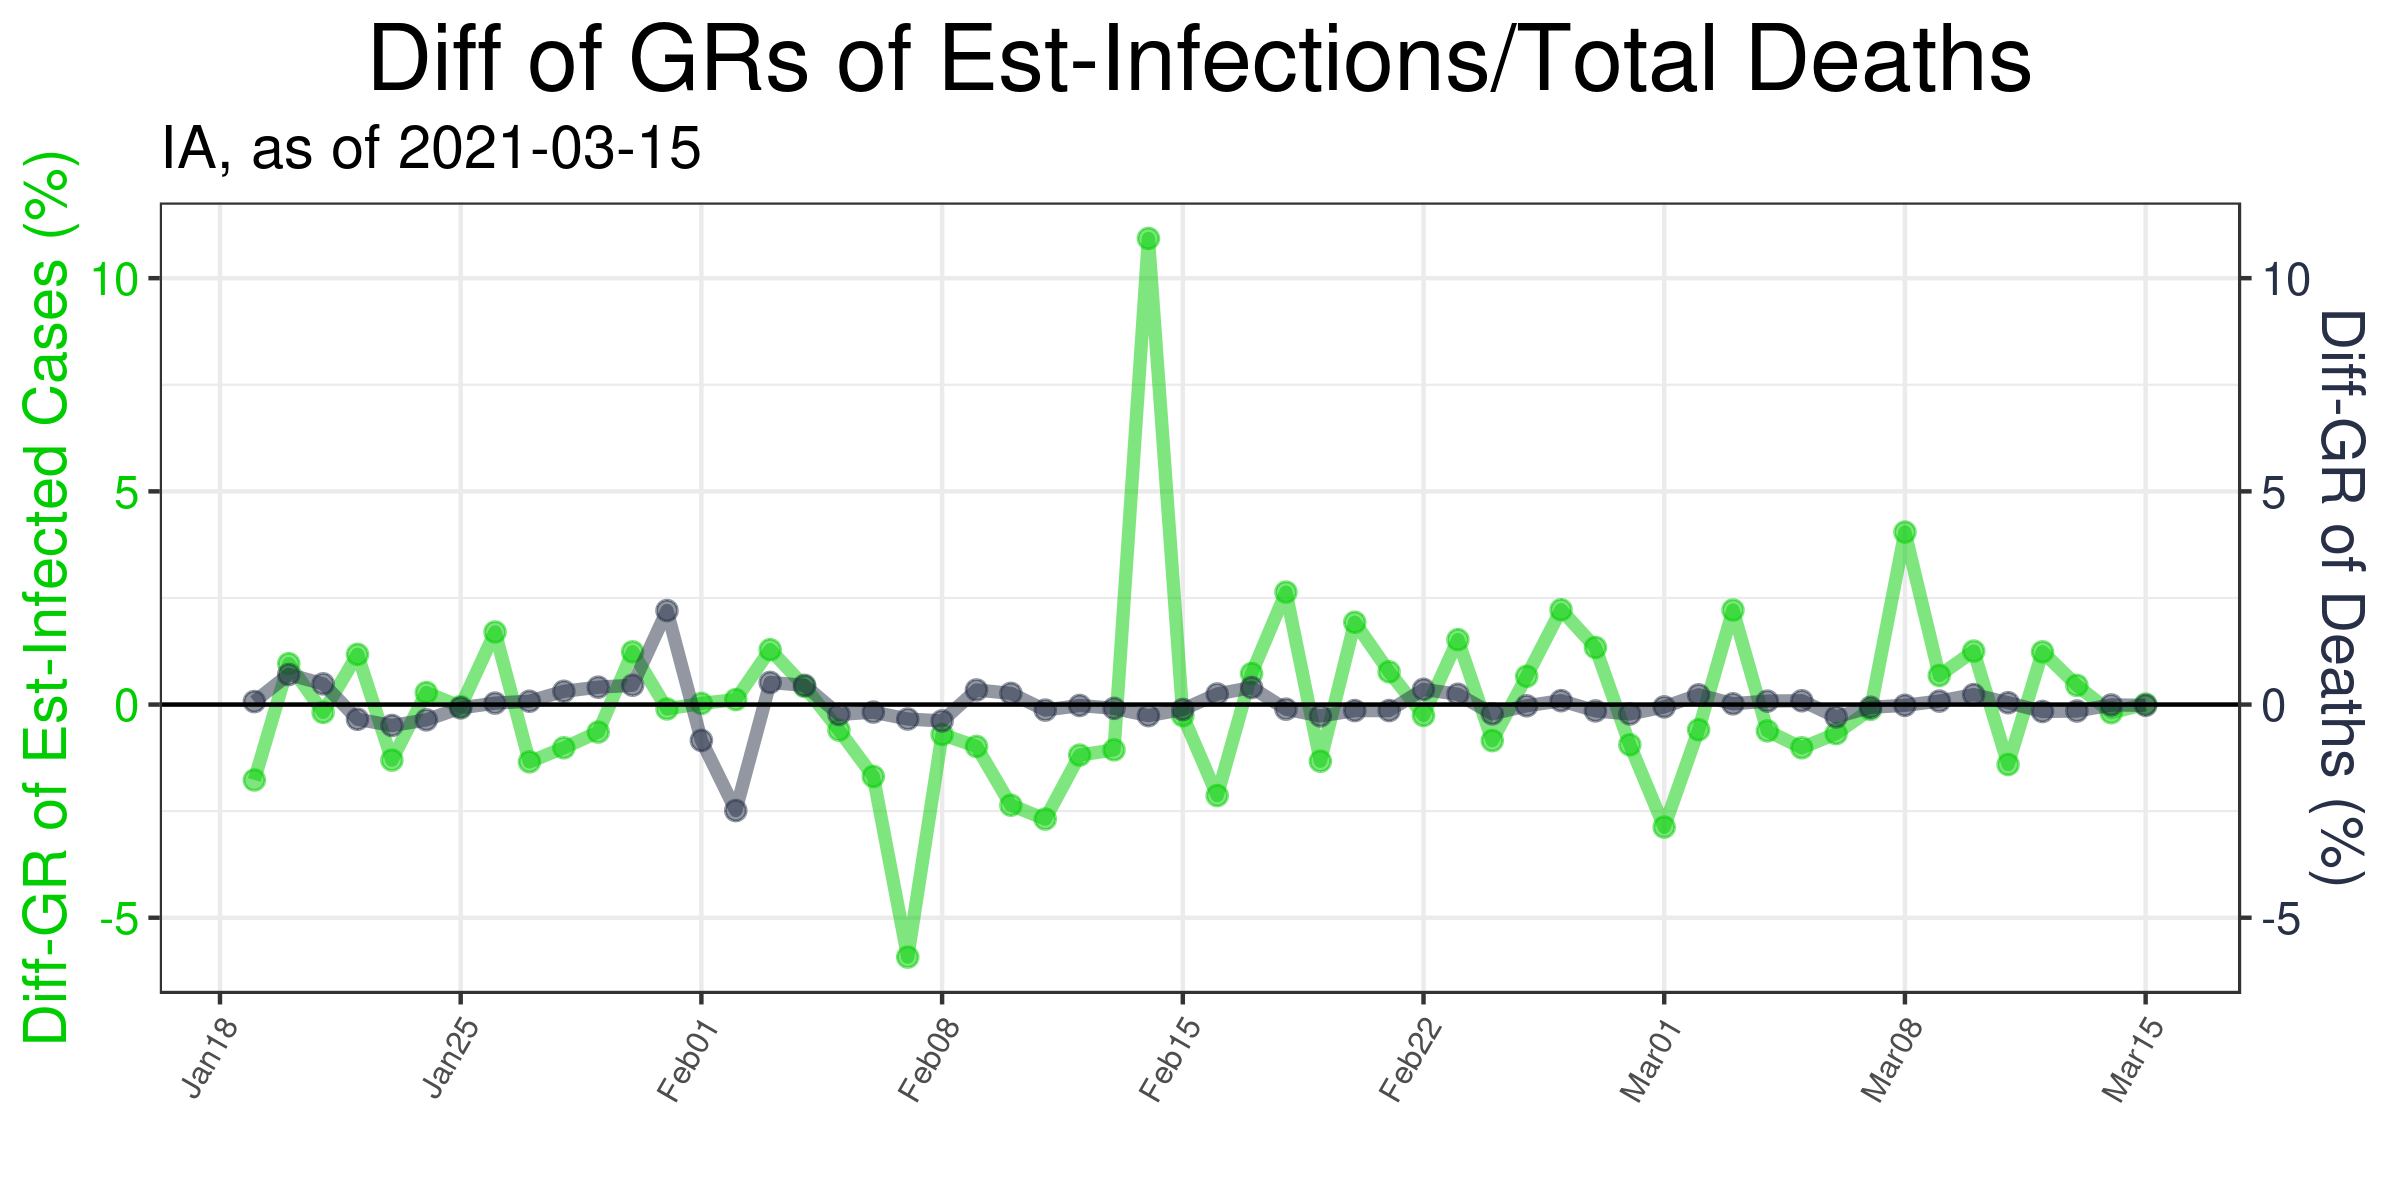 Diff of GRs of Est-Infections/Total Deaths
IA, as of 2021-03-15
Diff-GR of Est-Infected Cases (%)
10
5
0
-5
10
5
0
-5
Diff-GR of Deaths (%)
Jan18
Jan25
Feb01
Feb08
Feb15
Feb22
Mar01
Mar08
Mar15